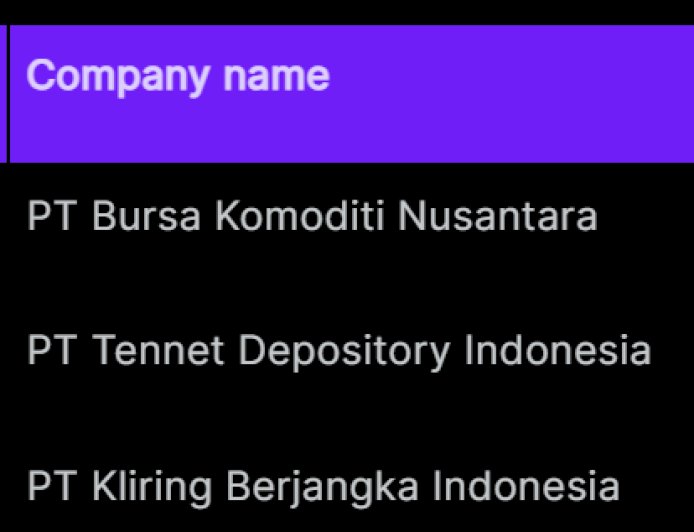 Company name
PT Bursa Komoditi Nusantara
PT Tennet Depository Indonesia
PT Kliring Berjangka Indonesia